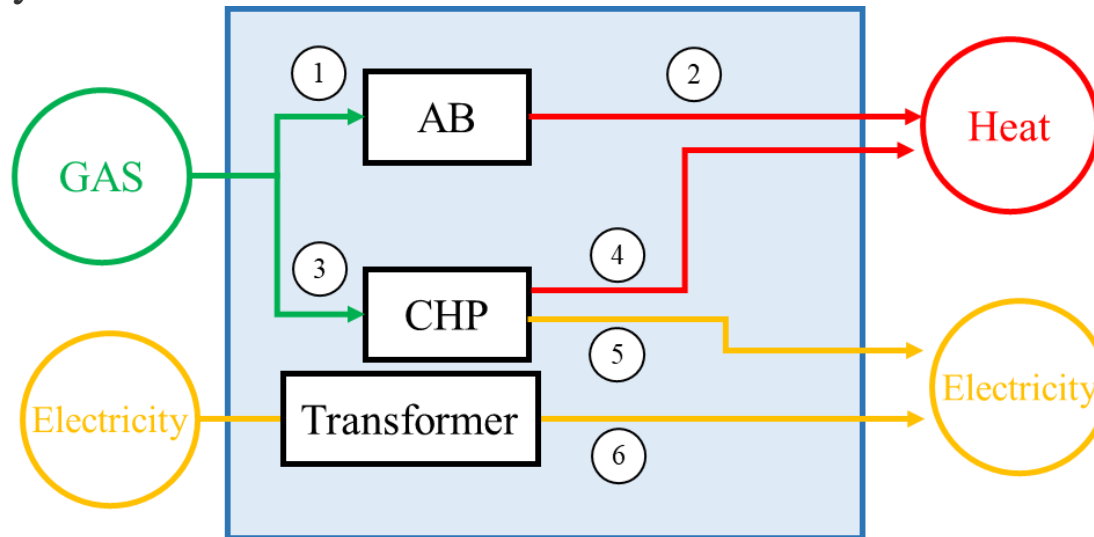 1
2
AB
Heat
GAS
3
4
CHP
5
Electricity
Electricity
Transformer
6